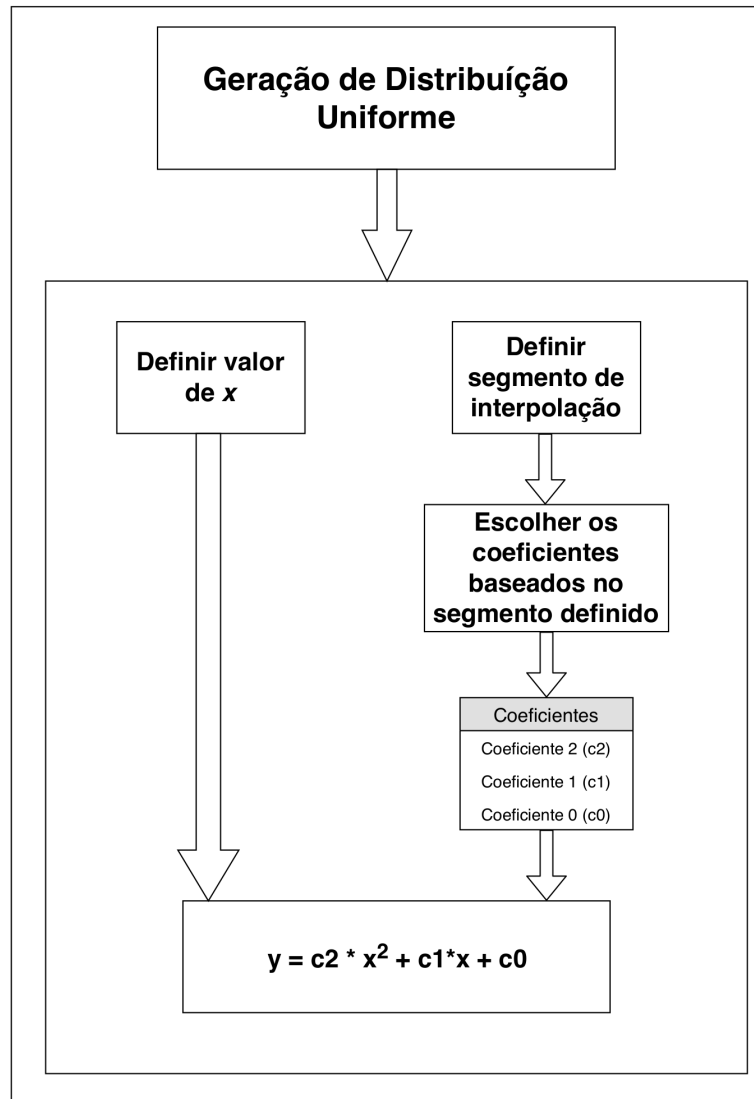 Geração de Distribuíção
Uniforme
Definir valor
de x
Definir
segmento de
interpolação
Escolher os
coeficientes
baseados no
segmento definido
Coeficientes
Coeficiente 2 (c2)
Coeficiente 1 (c1)
Coeficiente 0 (c0)
y = c2 * x² + c1*x + c0